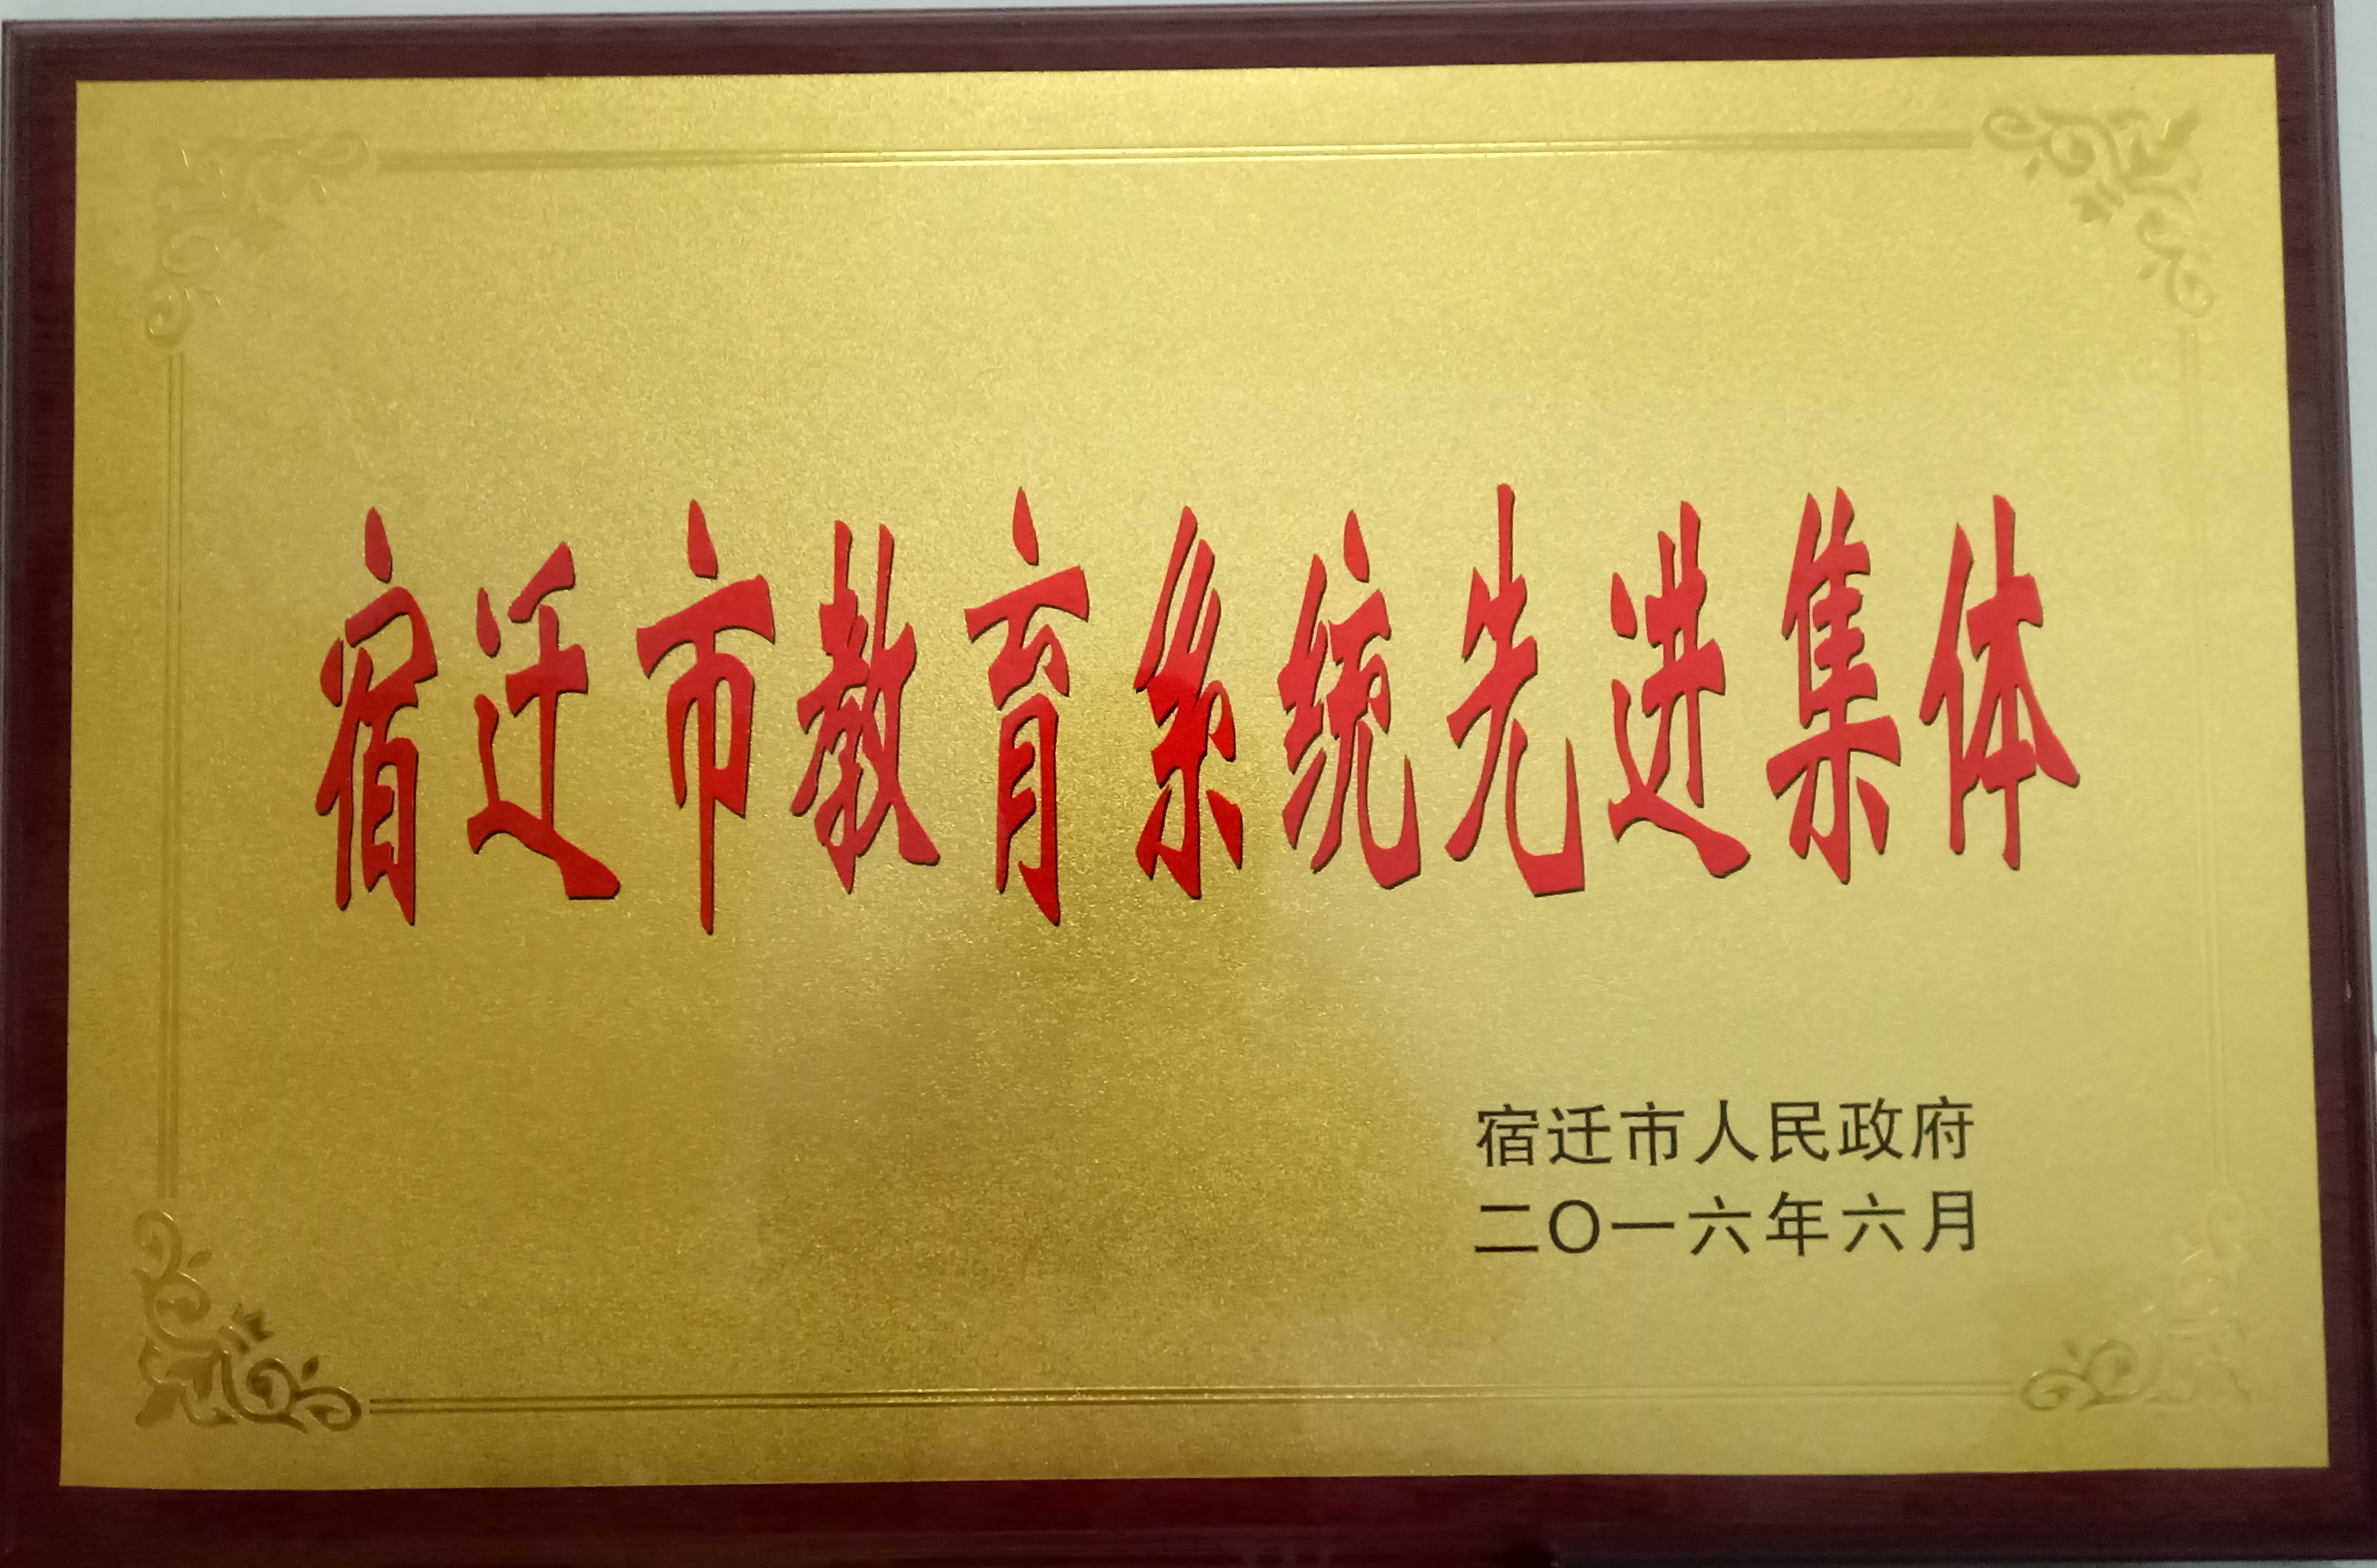 宿迁市教育系统先进集体
宿迁市人民政府
二〇一六年六月